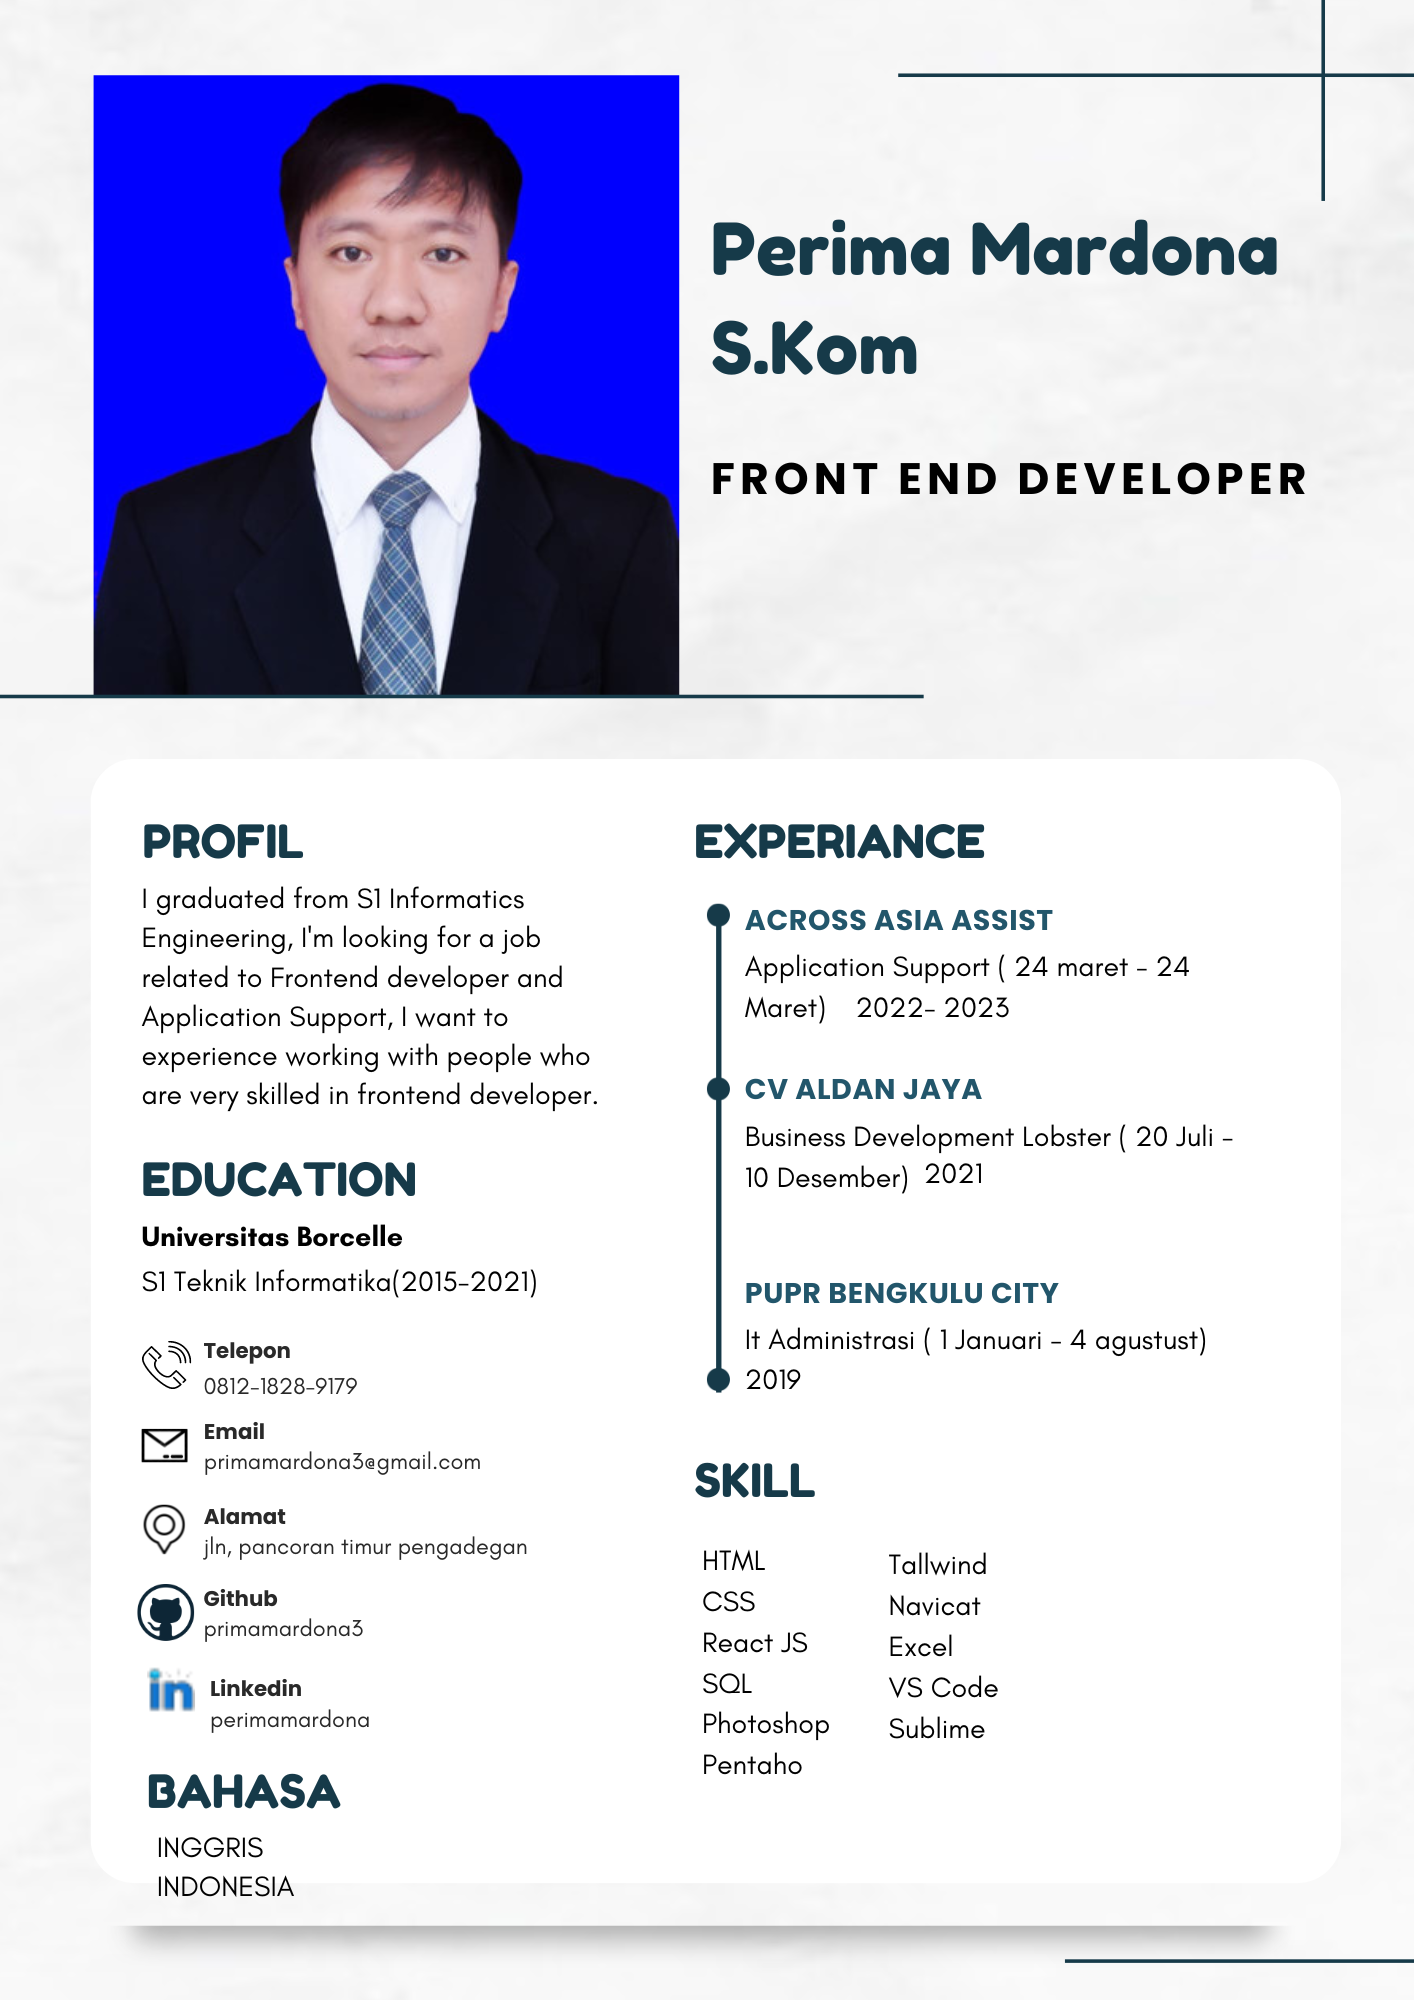 Perima Mardona
S.Kom
FRONT END DEVELOPER
PROFIL
I graduated from S1 Informatics
Engineering, I'm looking for a job
related to Frontend developer and
Application Support, I want to
experience working with people who
are very skilled in frontend developer.
EDUCATION
Universitas Borcelle
S1 Teknik Informatika(2015-2021)
Telepon
0812-1828-9179
Email
primamardona3@gmail.com
Alamat
jln, pancoran timur pengadegan
Github
primamardona3
in
Linkedin
perimamardona
BAHASA
INGGRIS
INDONESIA
EXPERIANCE
ACROSS ASIA ASSIST
Application Support ( 24 maret - 24
Maret) 2022- 2023
CV ALDAN JAYA
Business Development Lobster ( 20 Juli -
10 Desember) 2021
PUPR BENGKULU CITY
It Administrasi ( 1 Januari - 4 agustust)
2019
SKILL
HTML
CSS
React JS
SQL
Photoshop
Pentaho
Tallwind
Navicat
Excel
VS Code
Sublime